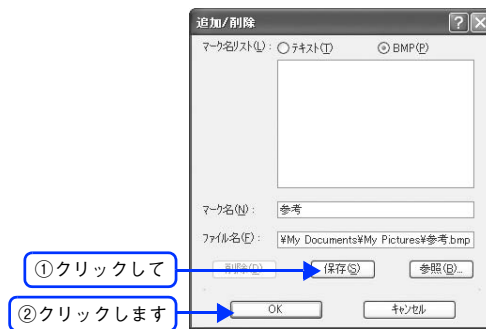 追加/削除
マーク名リスト(L): テキスト(T) BMP(P)
マーク名(N): 参考
ファイル名(F): ¥My Documents¥My Pictures¥参考.bmp
①クリックして 削除(D) 保存(S) 参照(B)...
②クリックします OK キャンセル